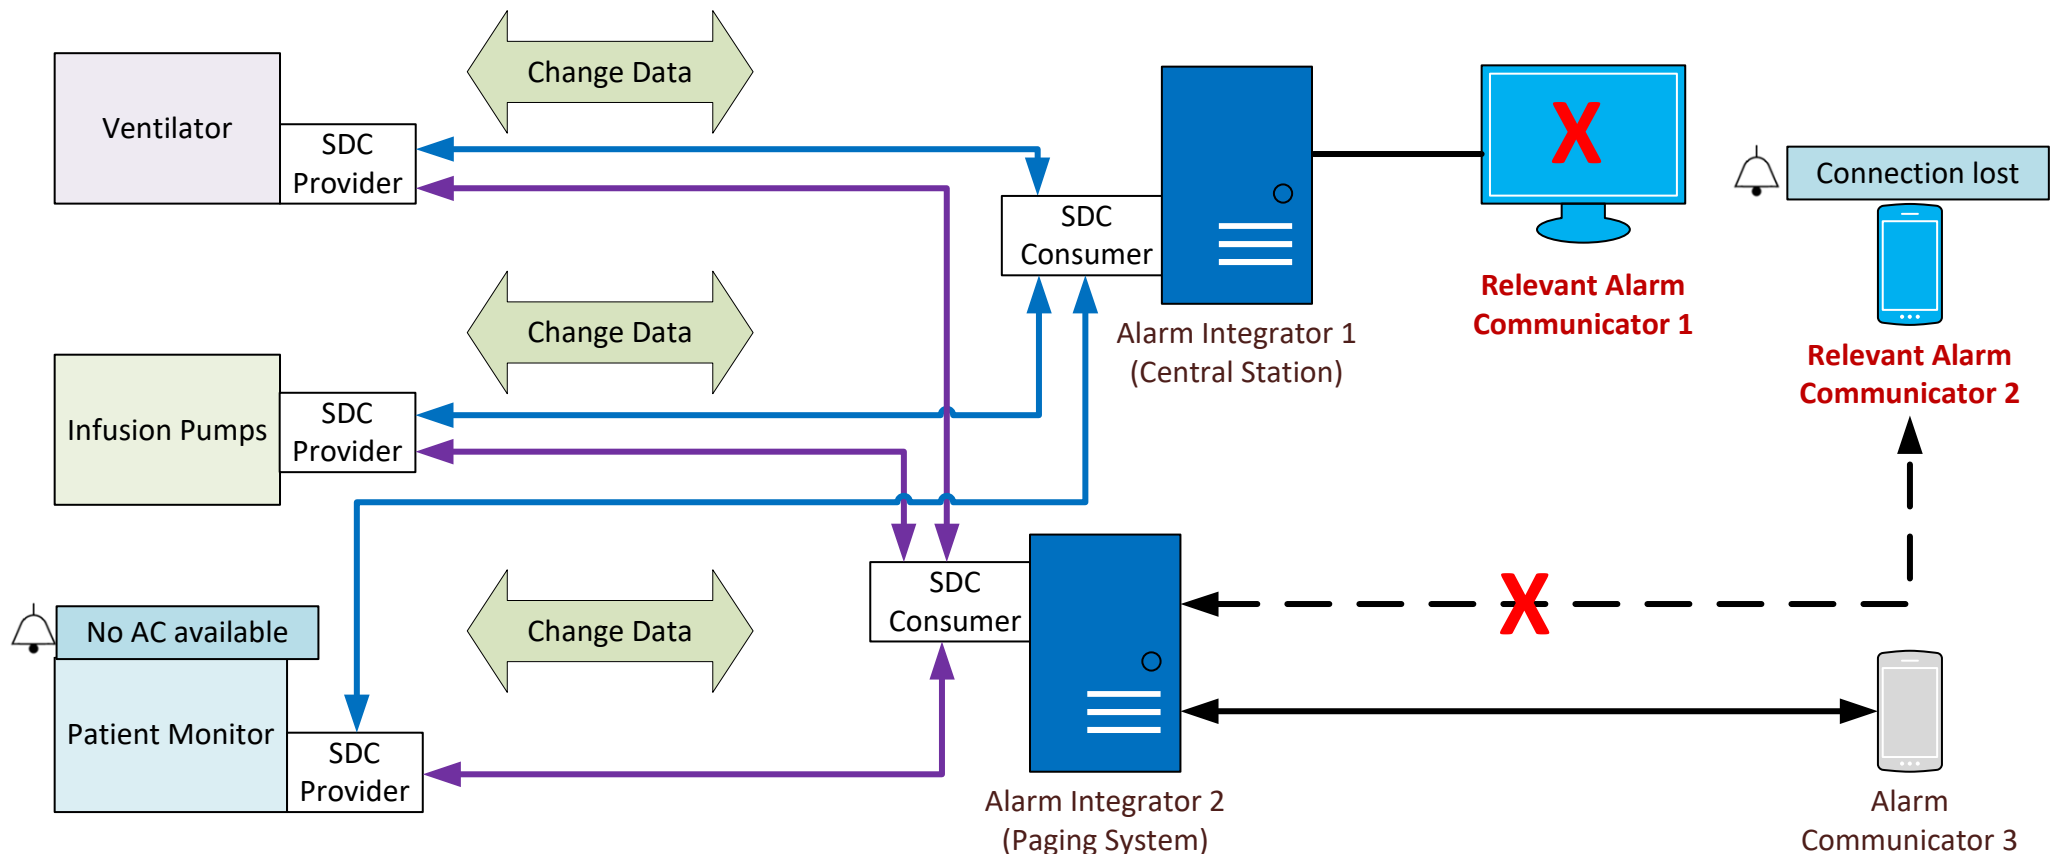 Change Data
Ventilator
SDC
Provider
X
Connection lost
SDC
Consumer
Relevant Alarm
Communicator 1
Alarm Integrator 1
(Central Station)
Relevant Alarm
Communicator 2
Change Data
Infusion Pumps
SDC
Provider
No AC available
Patient Monitor
SDC
Provider
Change Data
SDC
Consumer
X
Alarm Integrator 2
(Paging System)
Alarm
Communicator 3